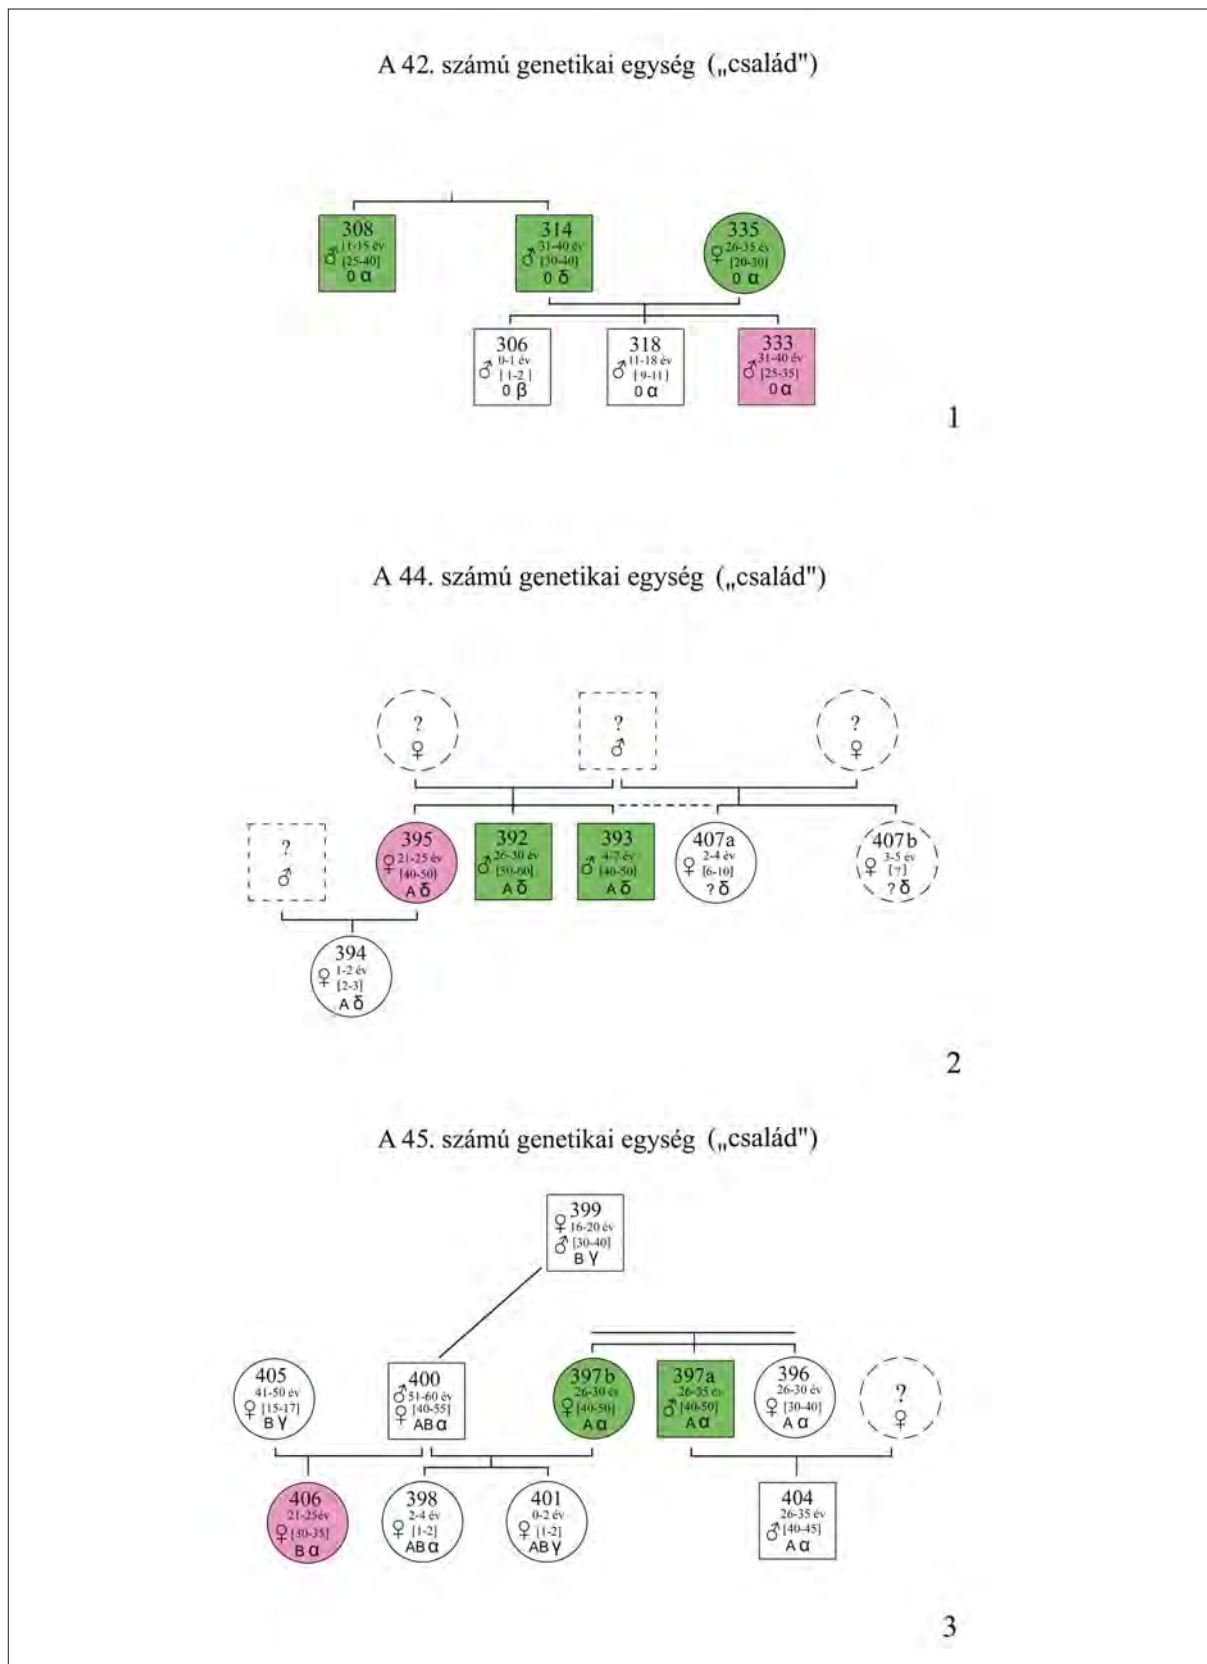 A 42. számú genetikai egység („család")
308
♂ 11-15 év
[25-40]
0 α
314
♂ 31-40 év
[30-40]
0 δ
335
♀ 26-35 év
[20-30]
0 α
306
♂ 0-1 év
[1-2]
0 β
318
♂ 11-18 év
[9-11]
0 α
333
♂ 31-40 év
[25-35]
0 α
1
A 44. számú genetikai egység („család")
?
♀
?
♂
?
♀
?
♂
395
♀ 21-25 év
[40-50]
A δ
392
♂ 26-30 év
[50-60]
A δ
393
♂ 4-7 év
[40-50]
A δ
407a
♀ 2-4 év
[6-10]
? δ
407b
♀ 3-5 év
[?]
? δ
394
♀ 1-2 év
[2-3]
A δ
2
A 45. számú genetikai egység („család")
399
♀ 16-20 év
♂ [30-40]
B γ
405
41-50 év
♀ [15-17]
B γ
400
♂ 51-60 év
♀ [40-55]
AB α
397b
26-30 év
♀ [40-50]
A α
397a
26-35 év
♂ [40-50]
A α
396
26-30 év
♀ [30-40]
A α
?
♀
406
21-25év
♀ [30-35]
B α
398
2-4 év
♀ [1-2]
AB α
401
0-2 év
♀ [1-2]
AB γ
404
26-35 év
♂ [40-45]
A α
3